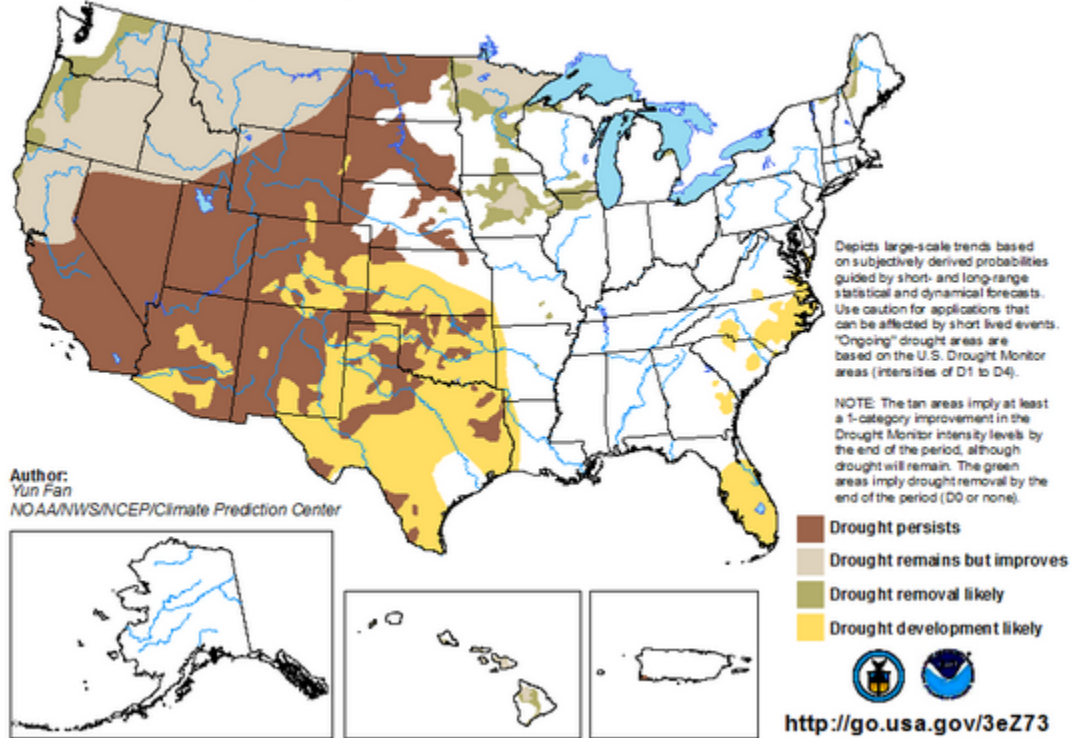 Depicts large-scale trends based
on subjectively derived probabilities
guided by short- and long-range
statistical and dynamical forecasts.
Use caution for applications that
can be affected by short lived events.
"Ongoing" drought areas are
based on the U.S. Drought Monitor
areas (intensities of D1 to D4).
NOTE: The tan areas imply at least
a 1-category improvement in the
Drought Monitor intensity levels by
the end of the period, although
drought will remain. The green
areas imply drought removal by the
end of the period (D0 or none).
Author:
Yun Fan
NOAA/NWS/NCEP/Climate Prediction Center
Drought persists
Drought remains but improves
Drought removal likely
Drought development likely
http://go.usa.gov/3eZ73